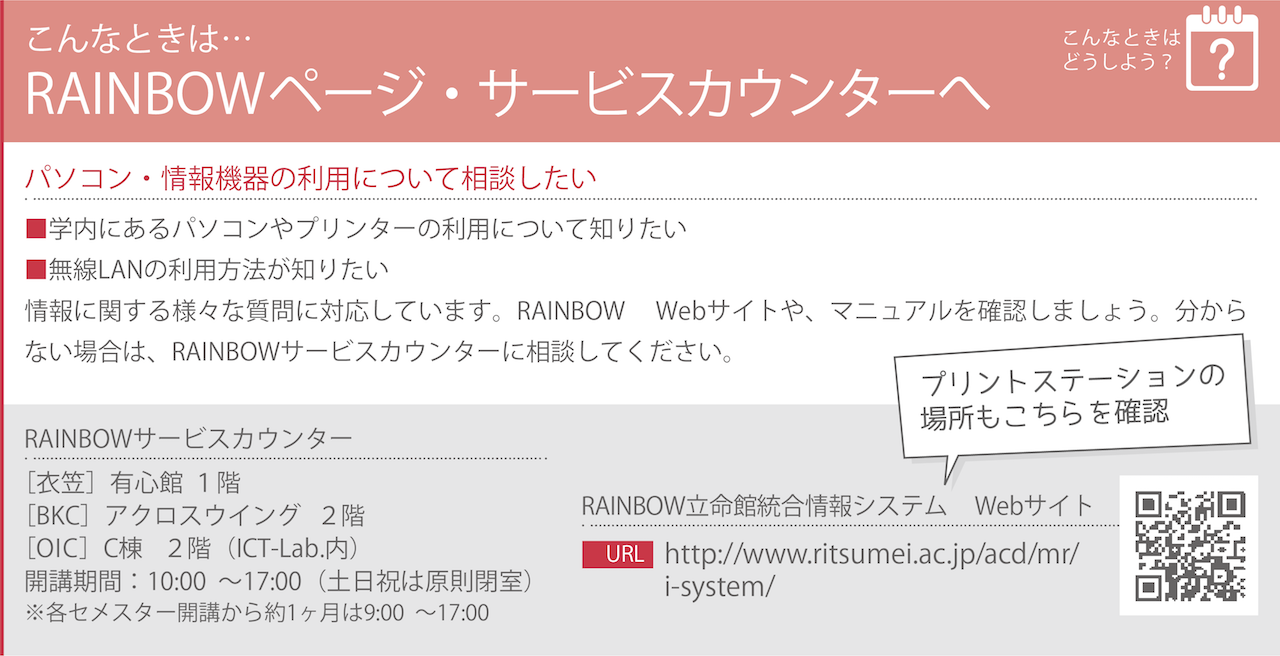 こんなときは…
RAINBOWページ・サービスカウンターへ
こんなときは
どうしよう?
?
パソコン・情報機器の利用について相談したい
■学内にあるパソコンやプリンターの利用について知りたい
■無線LANの利用方法が知りたい
情報に関する様々な質問に対応しています。RAINBOW　Webサイトや、マニュアルを確認しましょう。分から
ない場合は、RAINBOWサービスカウンターに相談してください。
プリントステーションの
場所もこちらを確認
RAINBOWサービスカウンター
［衣笠］有心館 １階
［BKC］アクロスウイング　２階
［OIC］C棟　２階（ICT-Lab.内）
開講期間：10:00 ～17:00（土日祝は原則閉室）
※各セメスター開講から約1ヶ月は9:00 ～17:00
RAINBOW立命館統合情報システム　Webサイト
URL http://www.ritsumei.ac.jp/acd/mr/
i-system/